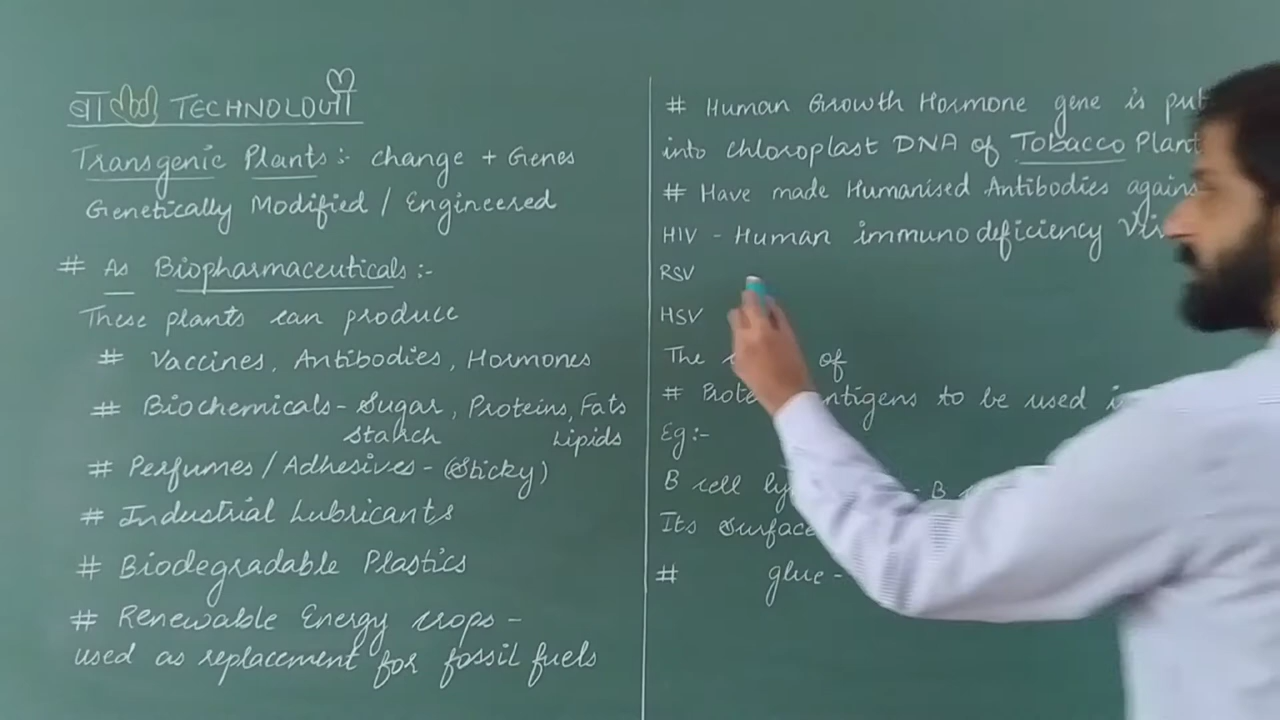 बा TECHNOLOGी
Transgenic Plants :- change + Genes
Genetically Modified / Engineered
# As Biopharmaceuticals :-
These plants can produce
# Vaccines, Antibodies, Hormones
# Biochemicals - Sugar, Proteins, Fats
Starch Lipids
# Perfumes / Adhesives - (Sticky)
# Industrial Lubricants
# Biodegradable Plastics
# Renewable Energy crops -
used as replacement for fossil fuels
# Human Growth Hormone gene is put
into chloroplast DNA of Tobacco Plant
# Have made Humanised Antibodies
HIV - Human immunodeficiency
RSV
HSV
The of
# to be used
Eg :-
B cell - B
Its surface
# glue -